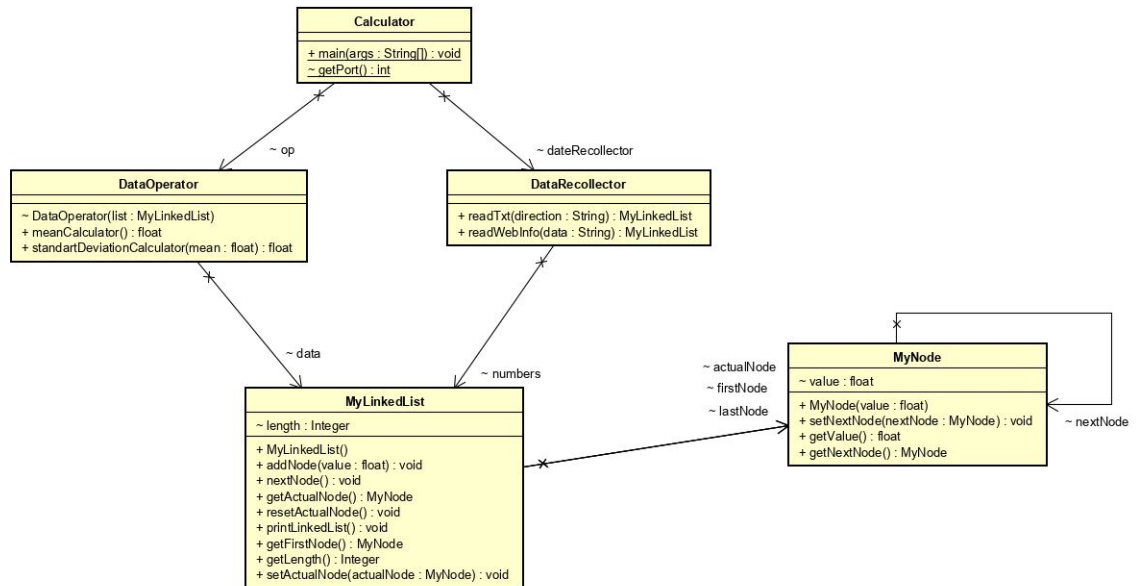 Calculator
+ main(args : String[]) : void
~ getPort() : int
~ op
~ dateRecollector
DataOperator
~ DataOperator(list : MyLinkedList)
+ meanCalculator() : float
+ standartDeviationCalculator(mean : float) : float
DataRecollector
+ readTxt(direction : String) : MyLinkedList
+ readWebInfo(data : String) : MyLinkedList
~ data
~ numbers
MyLinkedList
~ length : Integer
+ MyLinkedList()
+ addNode(value : float) : void
+ nextNode() : void
+ getActualNode() : MyNode
+ resetActualNode() : void
+ printLinkedList() : void
+ getFirstNode() : MyNode
+ getLength() : Integer
+ setActualNode(actualNode : MyNode) : void
~ actualNode
~ firstNode
~ lastNode
MyNode
~ value : float
+ MyNode(value : float)
+ setNextNode(nextNode : MyNode) : void
+ getValue() : float
+ getNextNode() : MyNode
~ nextNode